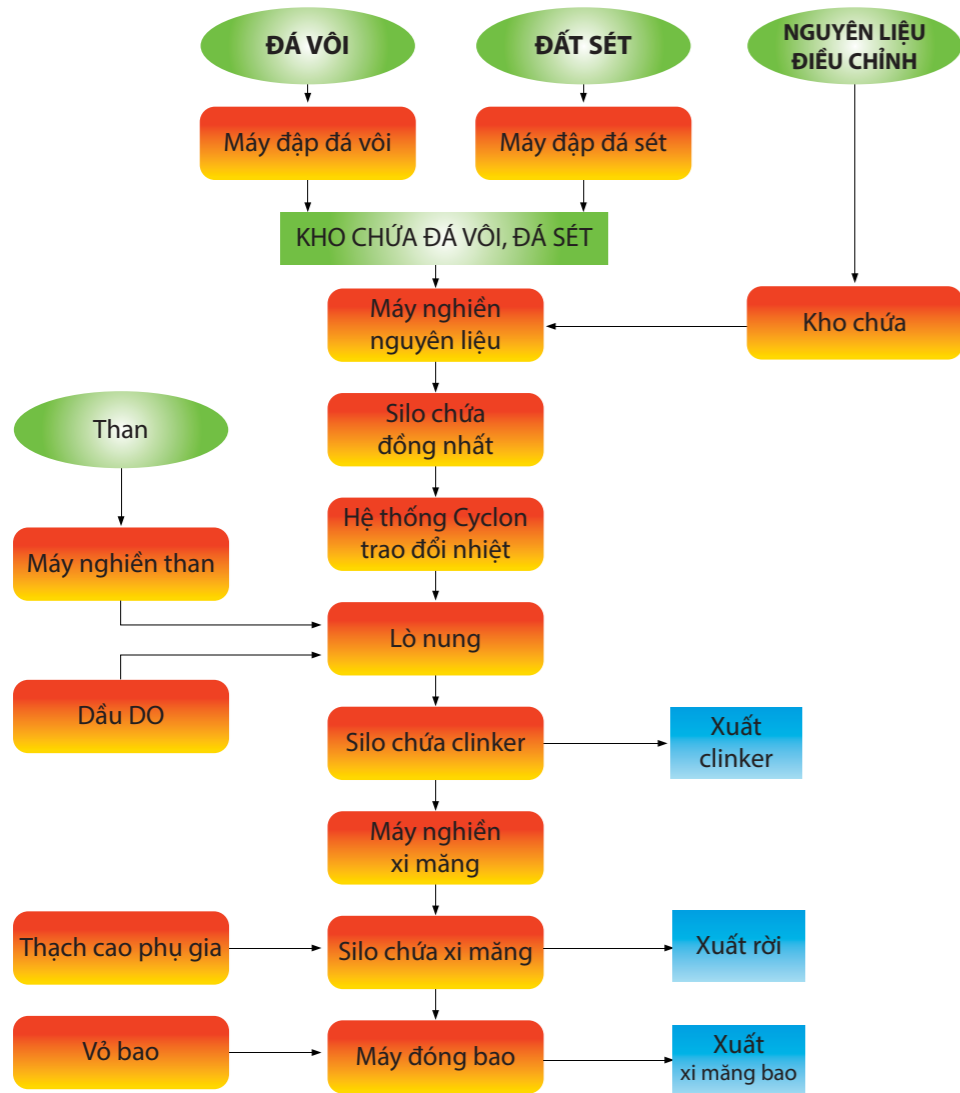 ĐÁ VÔI
ĐẤT SÉT
NGUYÊN LIỆU
ĐIỀU CHỈNH
Máy đập đá vôi
Máy đập đá sét
KHO CHỨA ĐÁ VÔI, ĐÁ SÉT
Máy nghiền
nguyên liệu
Kho chứa
Silo chứa
đồng nhất
Than
Hệ thống Cyclon
trao đổi nhiệt
Máy nghiền than
Lò nung
Dầu DO
Silo chứa clinker
Xuất
clinker
Máy nghiền
xi măng
Thạch cao phụ gia
Silo chứa xi măng
Xuất rời
Vỏ bao
Máy đóng bao
Xuất
xi măng bao